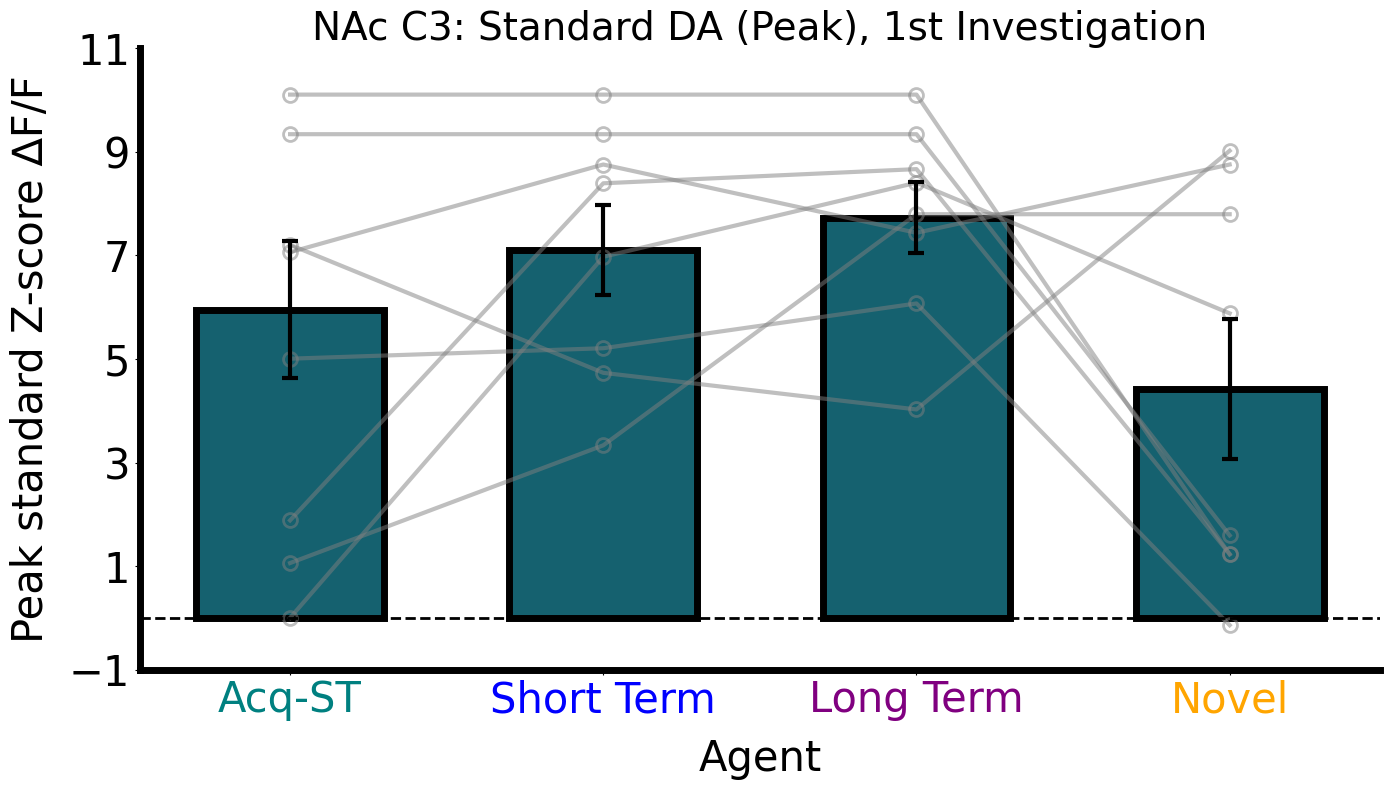 NAc C3: Standard DA (Peak), 1st Investigation
Peak standard Z-score ΔF/F
11
9
7
5
3
1
−1
Acq-ST Short Term Long Term Novel
Agent